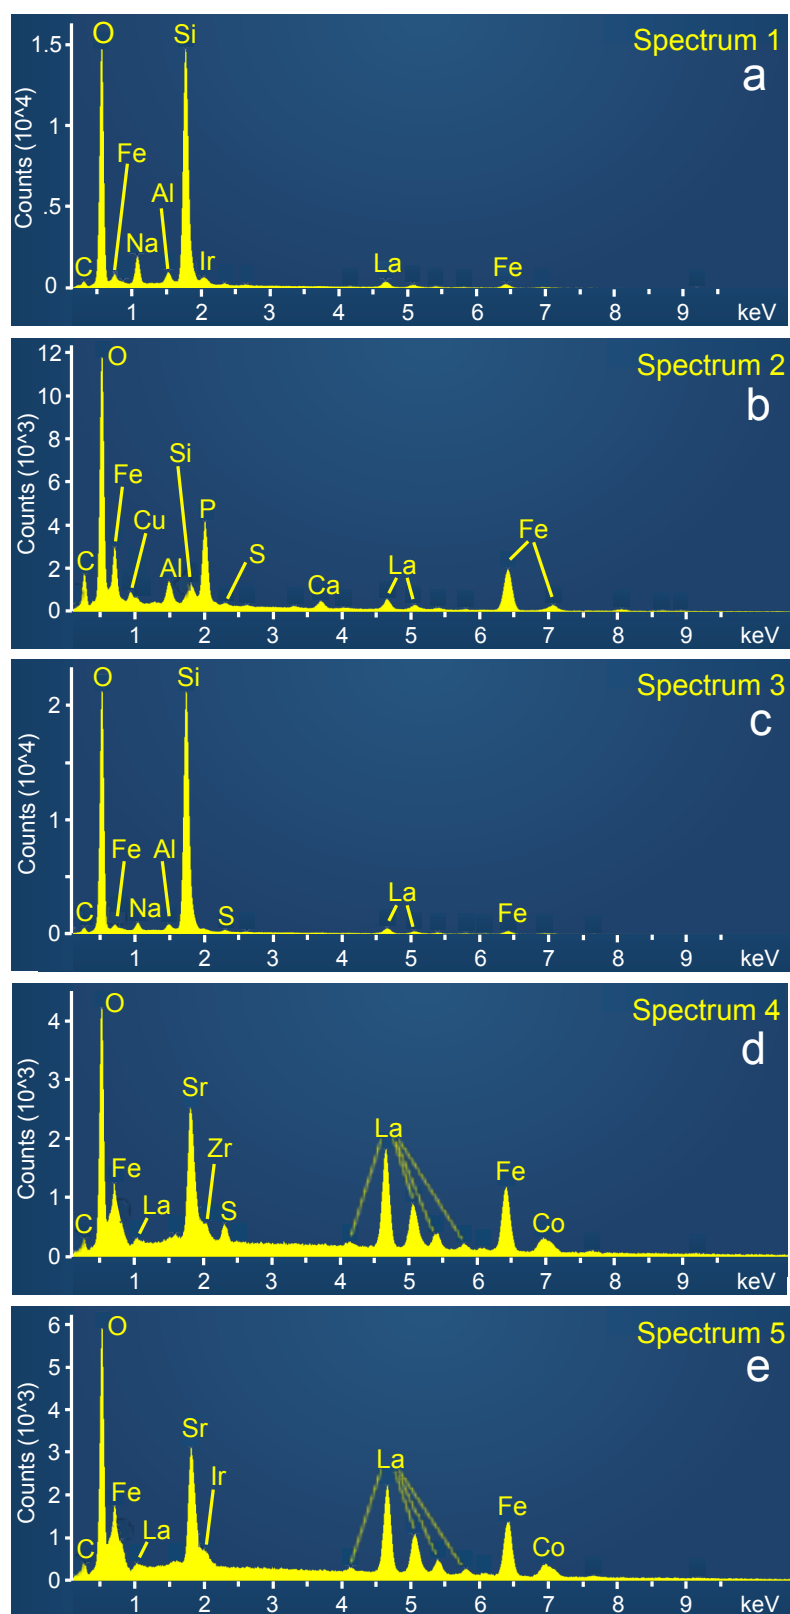 Spectrum 1
a
Counts (10^4)
1.5
1
.5
0
O
Si
Fe
Al
Na
C
Ir
La
Fe
1 2 3 4 5 6 7 8 9 keV
Spectrum 2
b
Counts (10^3)
12
10
8
6
4
2
0
O
Si
Fe
Cu
P
C
Al
S
Ca
La
Fe
1 2 3 4 5 6 7 8 9 keV
Spectrum 3
c
Counts (10^4)
2
1
0
O
Si
Fe
Al
C
Na
S
La
Fe
1 2 3 4 5 6 7 8 9 keV
Spectrum 4
d
Counts (10^3)
4
3
2
1
0
O
Sr
Zr
Fe
La
C
S
La
Fe
Co
1 2 3 4 5 6 7 8 9 keV
Spectrum 5
e
Counts (10^3)
6
5
4
3
2
1
0
O
Sr
Ir
Fe
La
C
La
Fe
Co
1 2 3 4 5 6 7 8 9 keV